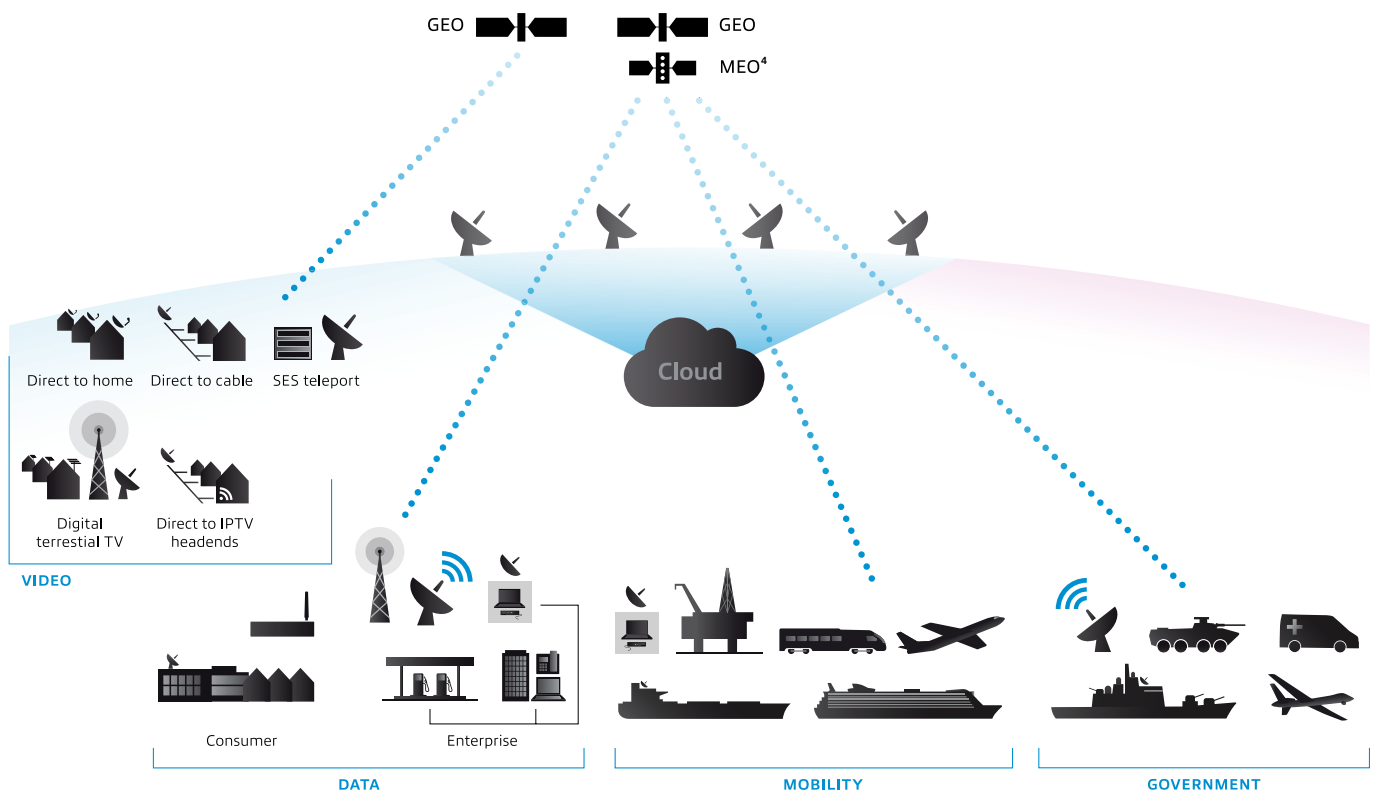 GEO
GEO
MEO⁴
Cloud
Direct to home
Direct to cable
SES teleport
Digital
terrestial TV
Direct to IPTV
headends
VIDEO
Consumer
Enterprise
DATA
MOBILITY
GOVERNMENT